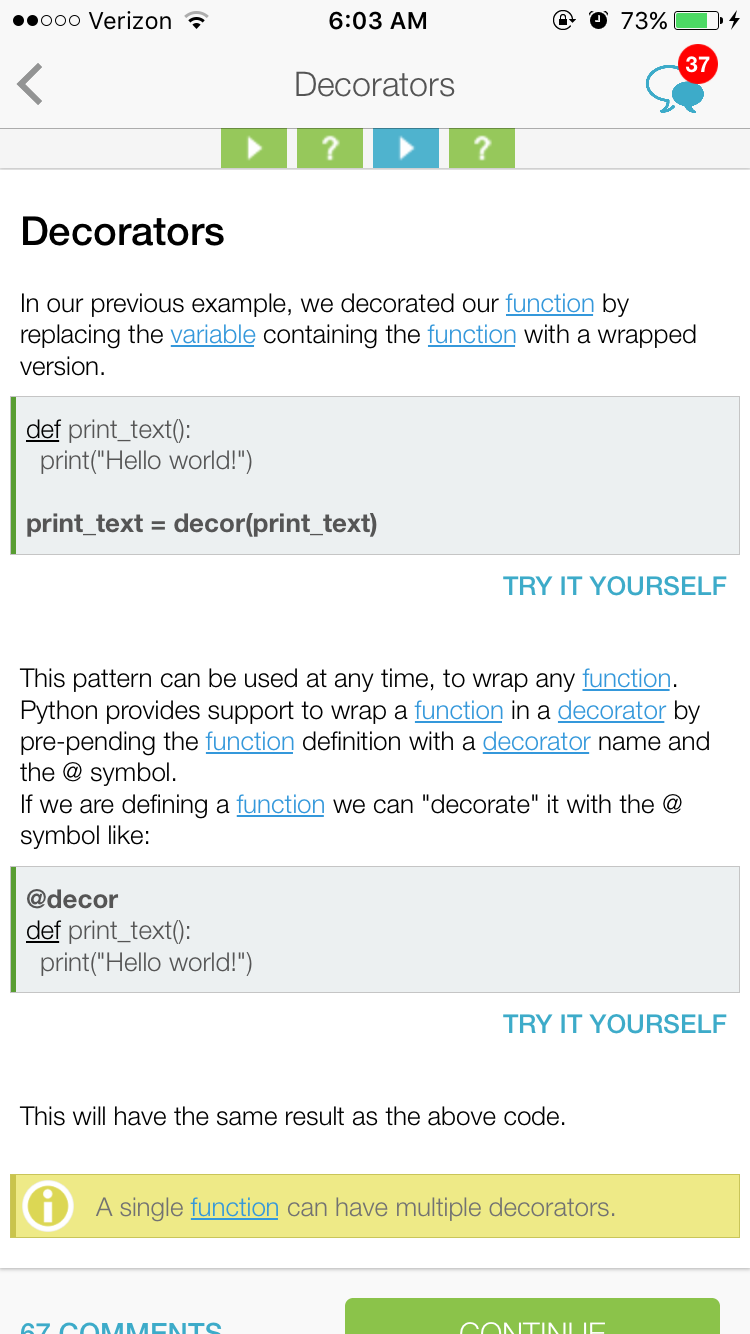 Verizon 6:03 AM 73%
Decorators 37
? ?
Decorators
In our previous example, we decorated our function by
replacing the variable containing the function with a wrapped
version.
def print_text():
print("Hello world!")
print_text = decor(print_text)
TRY IT YOURSELF
This pattern can be used at any time, to wrap any function.
Python provides support to wrap a function in a decorator by
pre-pending the function definition with a decorator name and
the @ symbol.
If we are defining a function we can "decorate" it with the @
symbol like:
@decor
def print_text():
print("Hello world!")
TRY IT YOURSELF
This will have the same result as the above code.
A single function can have multiple decorators.
67 COMMENTS CONTINUE